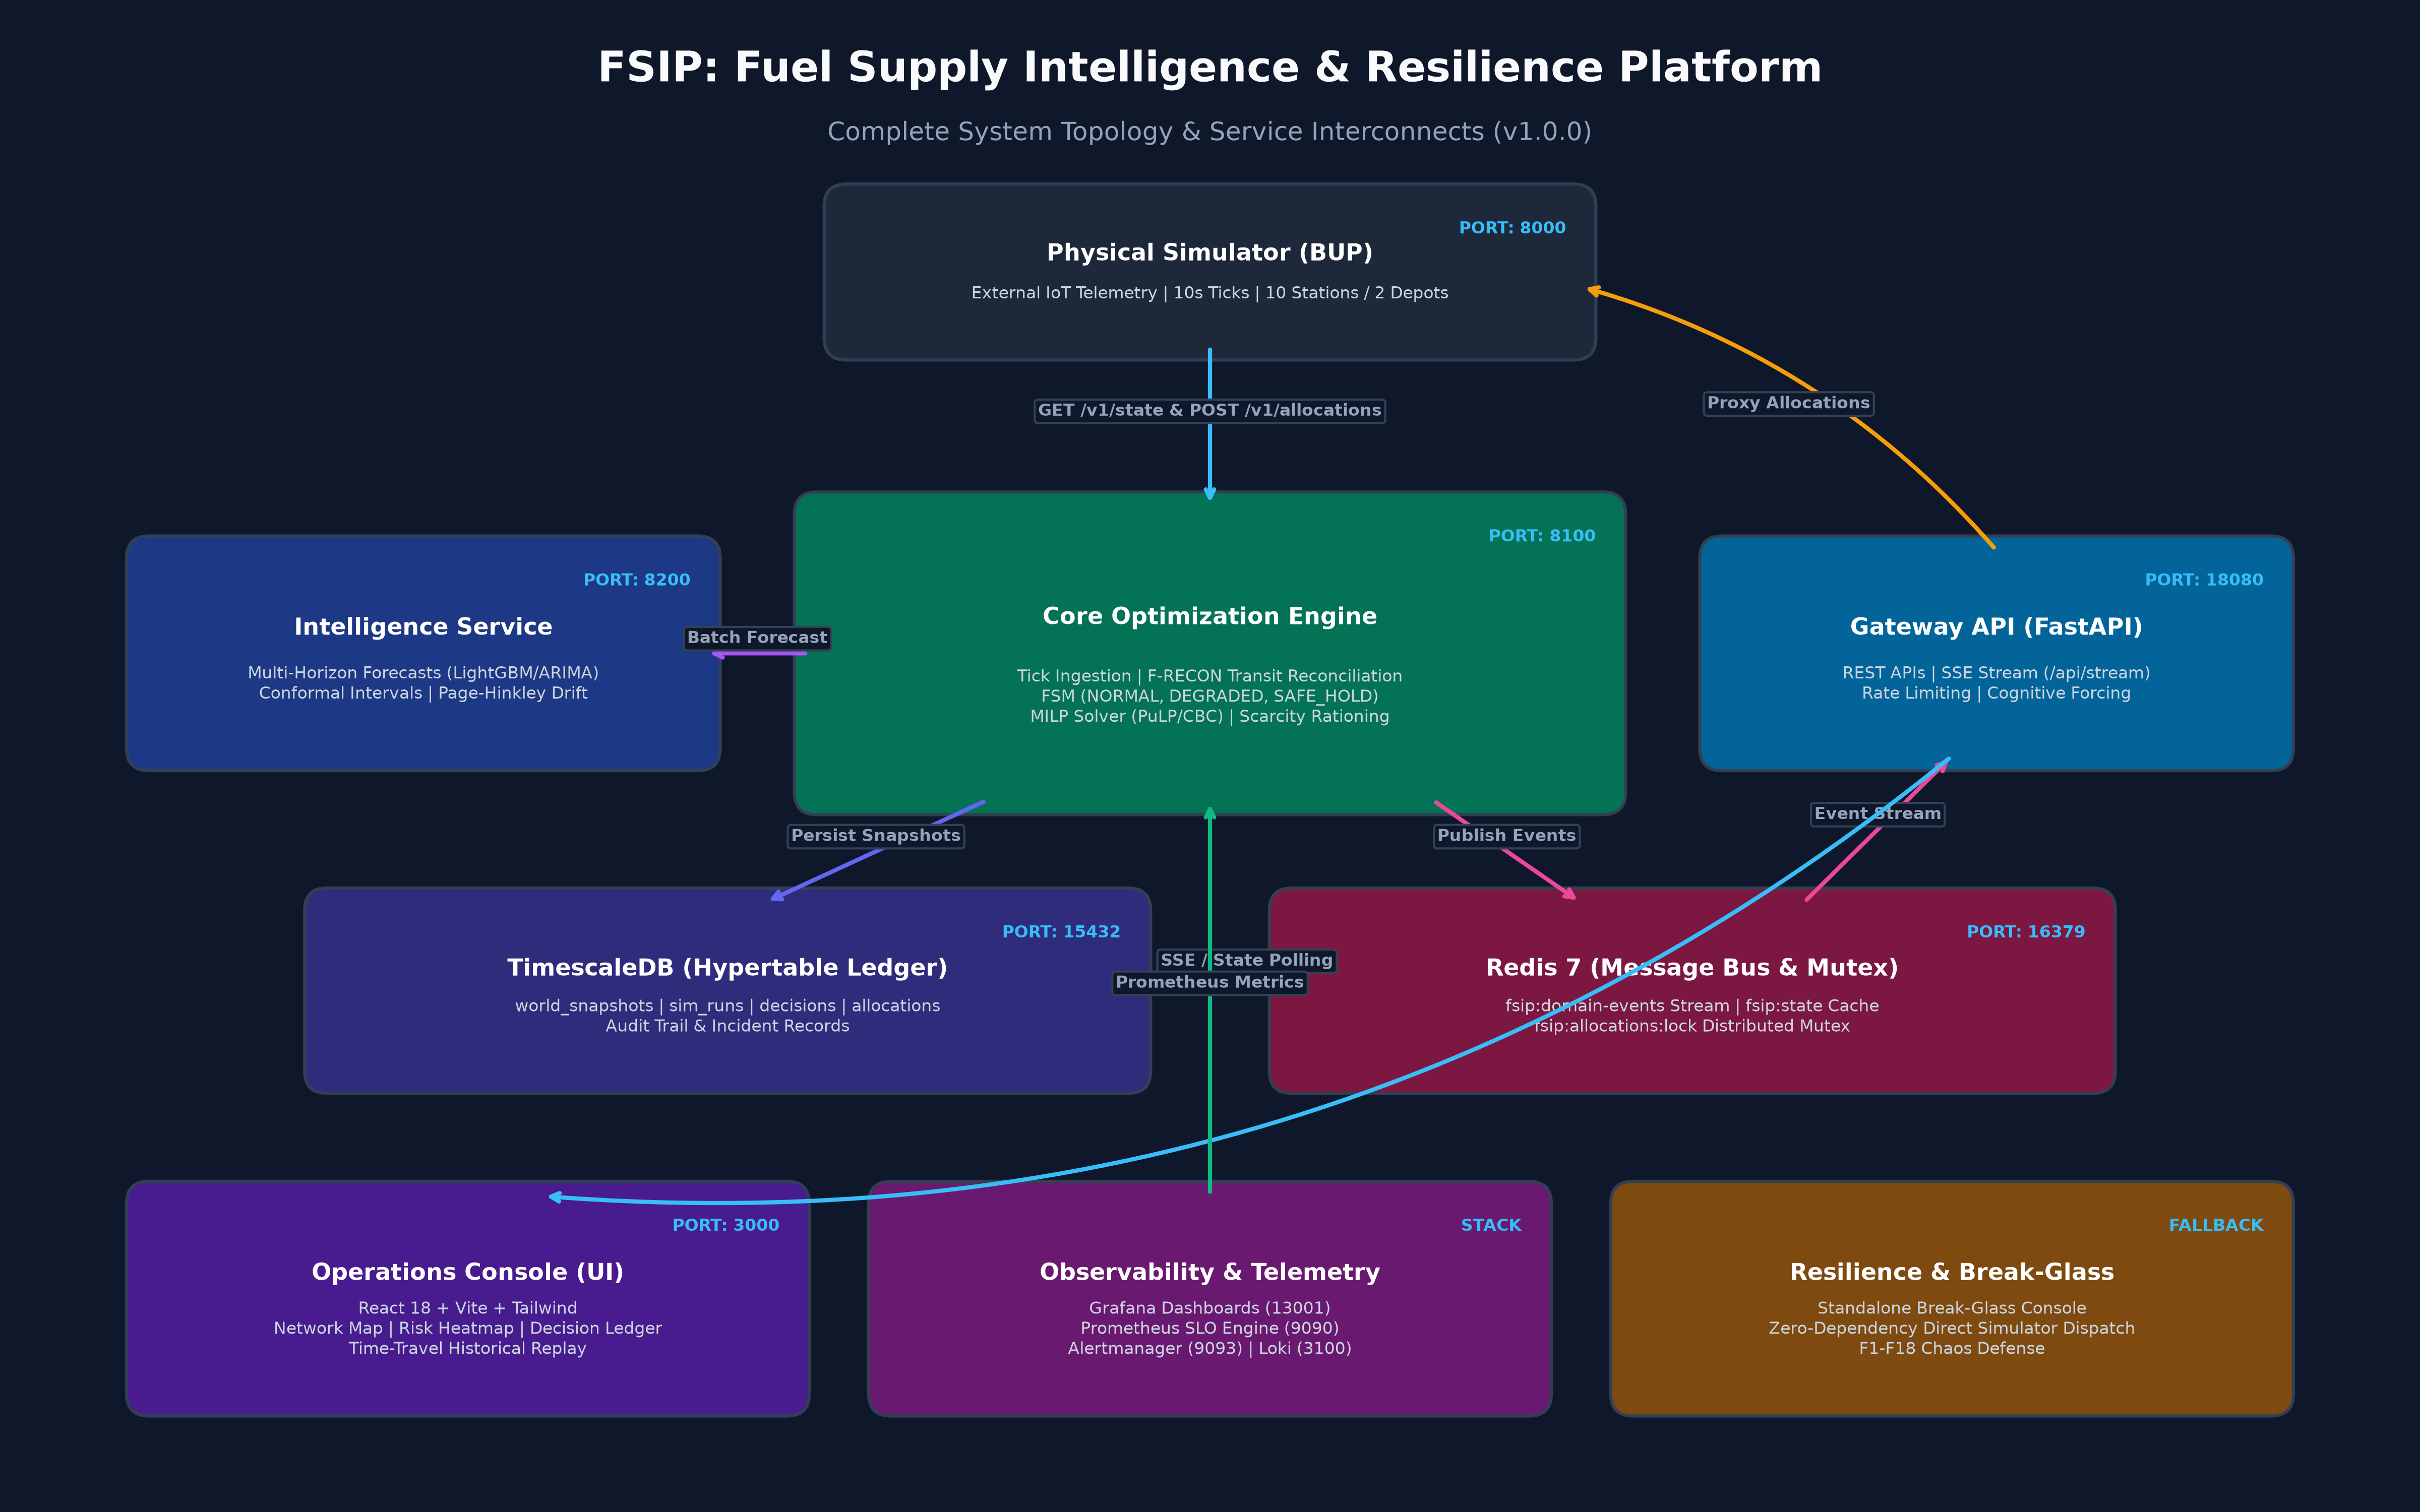 FSIP: Fuel Supply Intelligence & Resilience Platform
Complete System Topology & Service Interconnects (v1.0.0)
PORT: 8000
Physical Simulator (BUP)
External IoT Telemetry | 10s Ticks | 10 Stations / 2 Depots
GET /v1/state & POST /v1/allocations
Proxy Allocations
PORT: 8200
Intelligence Service
Multi-Horizon Forecasts (LightGBM/ARIMA)
Conformal Intervals | Page-Hinkley Drift
Batch Forecast
PORT: 8100
Core Optimization Engine
Tick Ingestion | F-RECON Transit Reconciliation
FSM (NORMAL, DEGRADED, SAFE_HOLD)
MILP Solver (PuLP/CBC) | Scarcity Rationing
PORT: 18080
Gateway API (FastAPI)
REST APIs | SSE Stream (/api/stream)
Rate Limiting | Cognitive Forcing
Persist Snapshots
Publish Events
Event Stream
PORT: 15432
TimescaleDB (Hypertable Ledger)
world_snapshots | sim_runs | decisions | allocations
Audit Trail & Incident Records
SSE / State Polling
Prometheus Metrics
PORT: 16379
Redis 7 (Message Bus & Mutex)
fsip:domain-events Stream | fsip:state Cache
fsip:allocations:lock Distributed Mutex
PORT: 3000
Operations Console (UI)
React 18 + Vite + Tailwind
Network Map | Risk Heatmap | Decision Ledger
Time-Travel Historical Replay
STACK
Observability & Telemetry
Grafana Dashboards (13001)
Prometheus SLO Engine (9090)
Alertmanager (9093) | Loki (3100)
FALLBACK
Resilience & Break-Glass
Standalone Break-Glass Console
Zero-Dependency Direct Simulator Dispatch
F1-F18 Chaos Defense